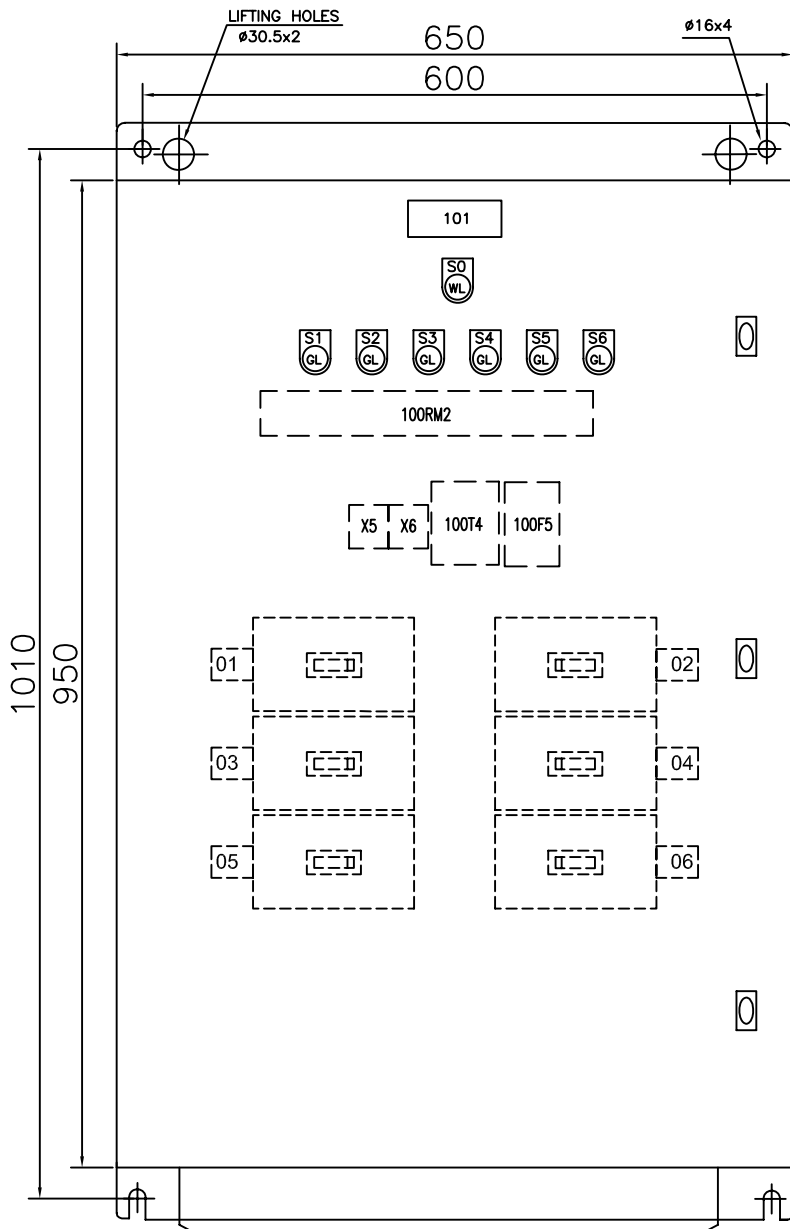 LIFTING HOLES
ø30.5x2
650
ø16x4
600
101
S0
WL
S1 S2 S3 S4 S5 S6
GL GL GL GL GL GL
100RM2
X5 X6 100T4 100F5
1010
950
01 02
03 04
05 06